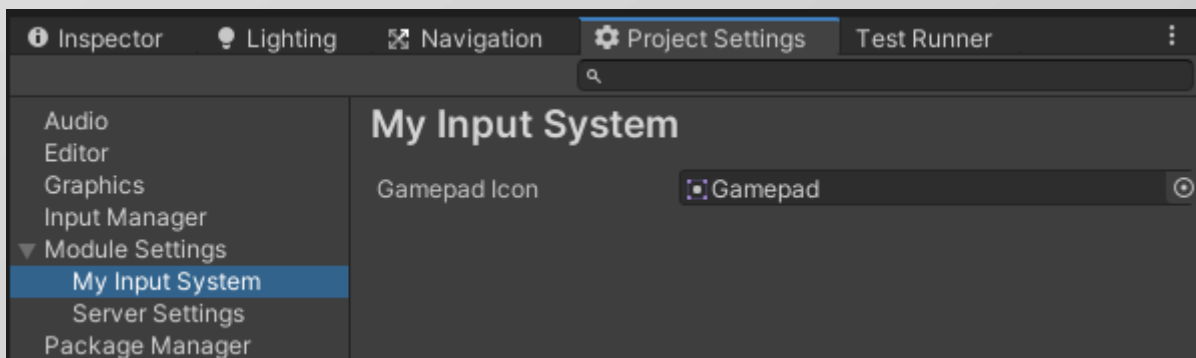 Inspector Lighting Navigation Project Settings Test Runner
Audio
Editor
Graphics
Input Manager
Module Settings
My Input System
Server Settings
Package Manager
My Input System
Gamepad Icon Gamepad